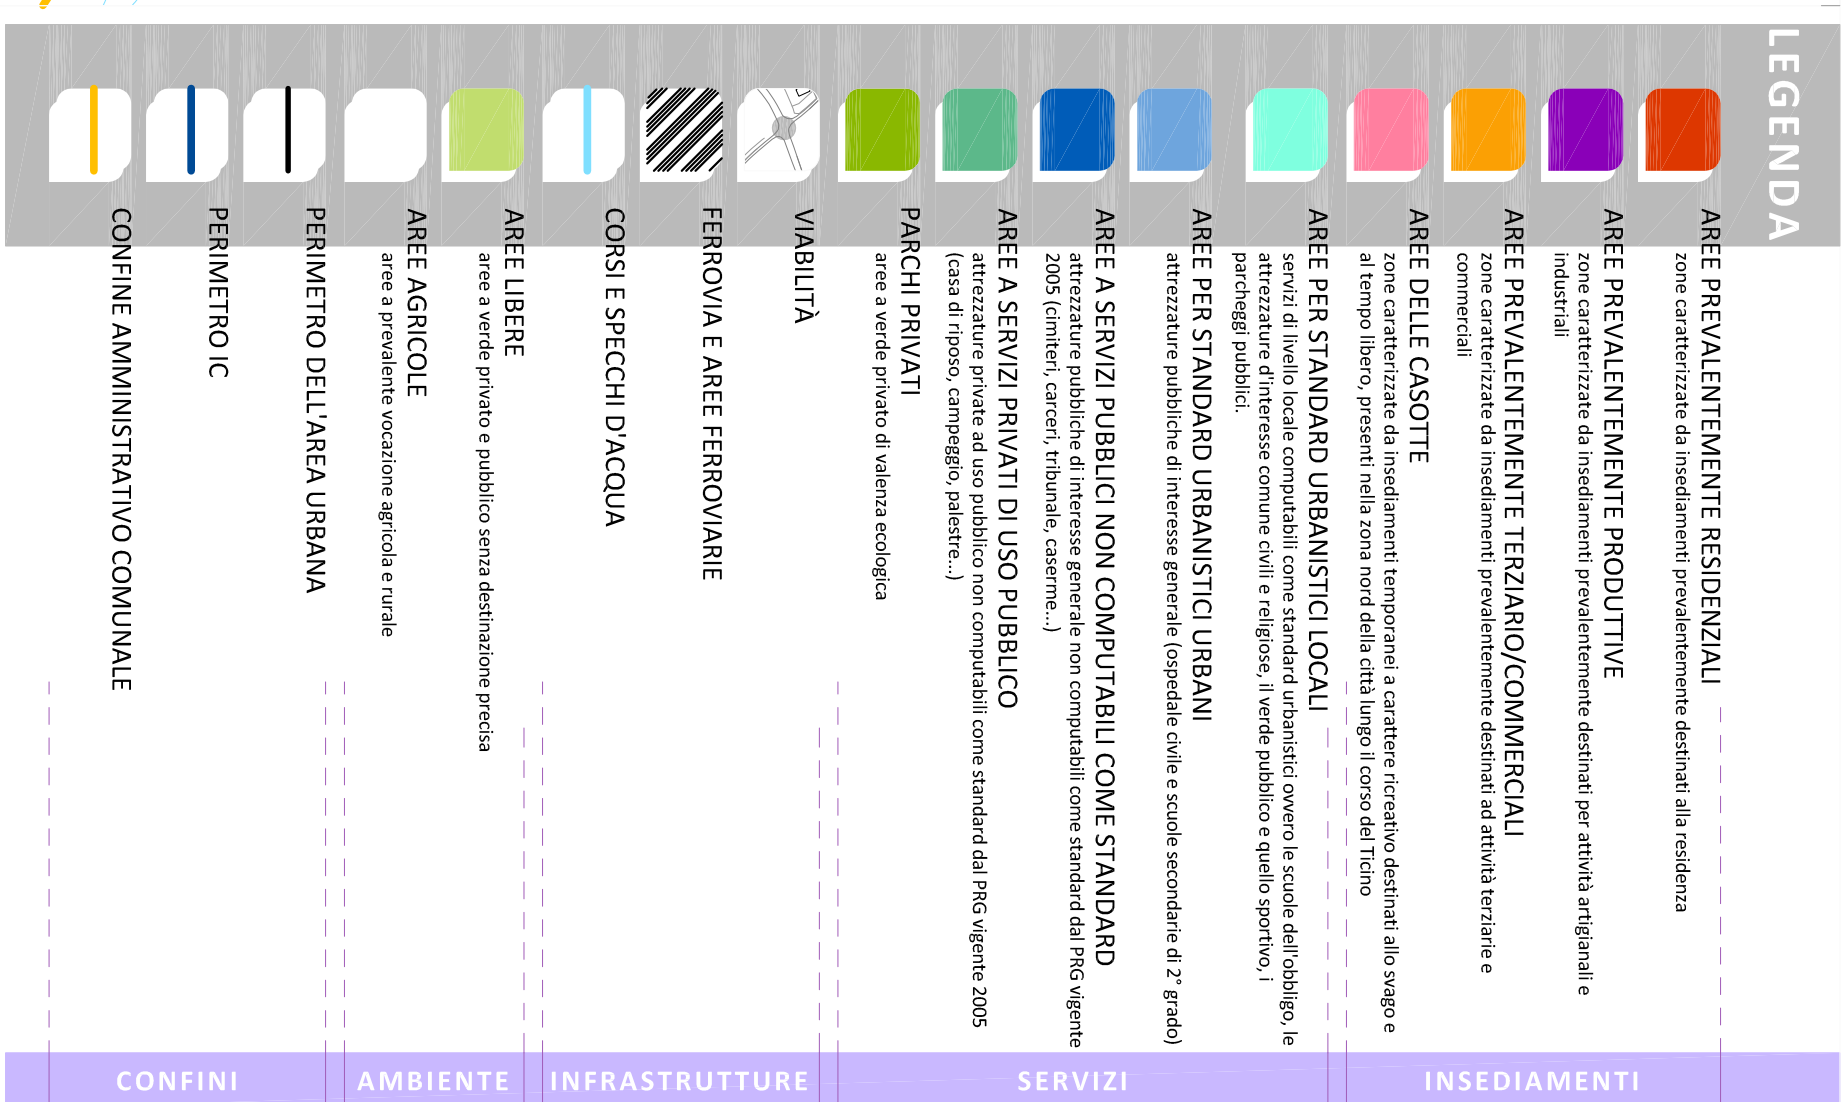 LEGENDA
AREE PREVALENTEMENTE RESIDENZIALI
zone caratterizzate da insediamenti prevalentemente destinati alla residenza
AREE PREVALENTEMENTE PRODUTTIVE
zone caratterizzate da insediamenti prevalentemente destinati per attività artigianali e
industriali
AREE PREVALENTEMENTE TERZIARIO/COMMERCIALI
zone caratterizzate da insediamenti prevalentemente destinati ad attività terziarie e
commerciali
AREE DELLE CASOTTE
zone caratterizzate da insediamenti temporanei a carattere ricreativo destinati allo svago e
al tempo libero, presenti nella zona nord della città lungo il corso del Ticino
INSEDIAMENTI
AREE PER STANDARD URBANISTICI LOCALI
servizi di livello locale computabili come standard urbanistici ovvero le scuole dell'obbligo, le
attrezzature d'interesse comune civili e religiose, il verde pubblico e quello sportivo, i
parcheggi pubblici.
AREE PER STANDARD URBANISTICI URBANI
attrezzature pubbliche di interesse generale (ospedale civile e scuole secondarie di 2° grado)
AREE A SERVIZI PUBBLICI NON COMPUTABILI COME STANDARD
attrezzature pubbliche di interesse generale non computabili come standard dal PRG vigente
2005 (cimiteri, carceri, tribunale, caserme...)
AREE A SERVIZI PRIVATI DI USO PUBBLICO
attrezzature private ad uso pubblico non computabili come standard dal PRG vigente 2005
(casa di riposo, campeggio, palestre...)
PARCHI PRIVATI
aree a verde privato di valenza ecologica
SERVIZI
VIABILITÀ
FERROVIA E AREE FERROVIARIE
CORSI E SPECCHI D'ACQUA
INFRASTRUTTURE
AREE LIBERE
aree a verde privato e pubblico senza destinazione precisa
AREE AGRICOLE
aree a prevalente vocazione agricola e rurale
AMBIENTE
PERIMETRO DELL'AREA URBANA
PERIMETRO IC
CONFINE AMMINISTRATIVO COMUNALE
CONFINI